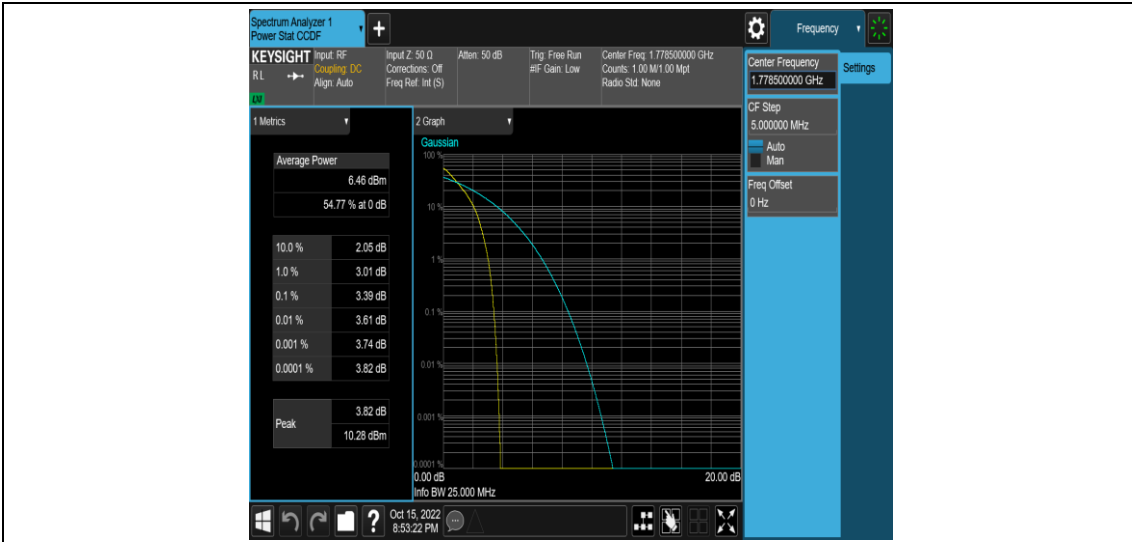 Spectrum Analyzer 1
Power Stat CCDF
+
Frequency
KEYSIGHT
Input: RF
Coupling: DC
Align: Auto
RL
LNI
Input Z: 50 Ω
Corrections: Off
Freq Ref: Int (S)
Atten: 50 dB
Trig: Free Run
#IF Gain: Low
Center Freq: 1.778500000 GHz
Counts: 1.00 M/1.00 Mpt
Radio Std: None
Center Frequency
1.778500000 GHz
Settings
CF Step
5.000000 MHz
Auto
Man
Freq Offset
0 Hz
1 Metrics
Average Power
6.46 dBm
54.77 % at 0 dB
10.0 % 2.05 dB
1.0 % 3.01 dB
0.1 % 3.39 dB
0.01 % 3.61 dB
0.001 % 3.74 dB
0.0001 % 3.82 dB
Peak
3.82 dB
10.28 dBm
2 Graph
Gaussian
100 %
10 %
1 %
0.1 %
0.01 %
0.001 %
0.0001 %
0.00 dB
20.00 dB
Info BW 25.000 MHz
?
Oct 15, 2022
8:53:22 PM